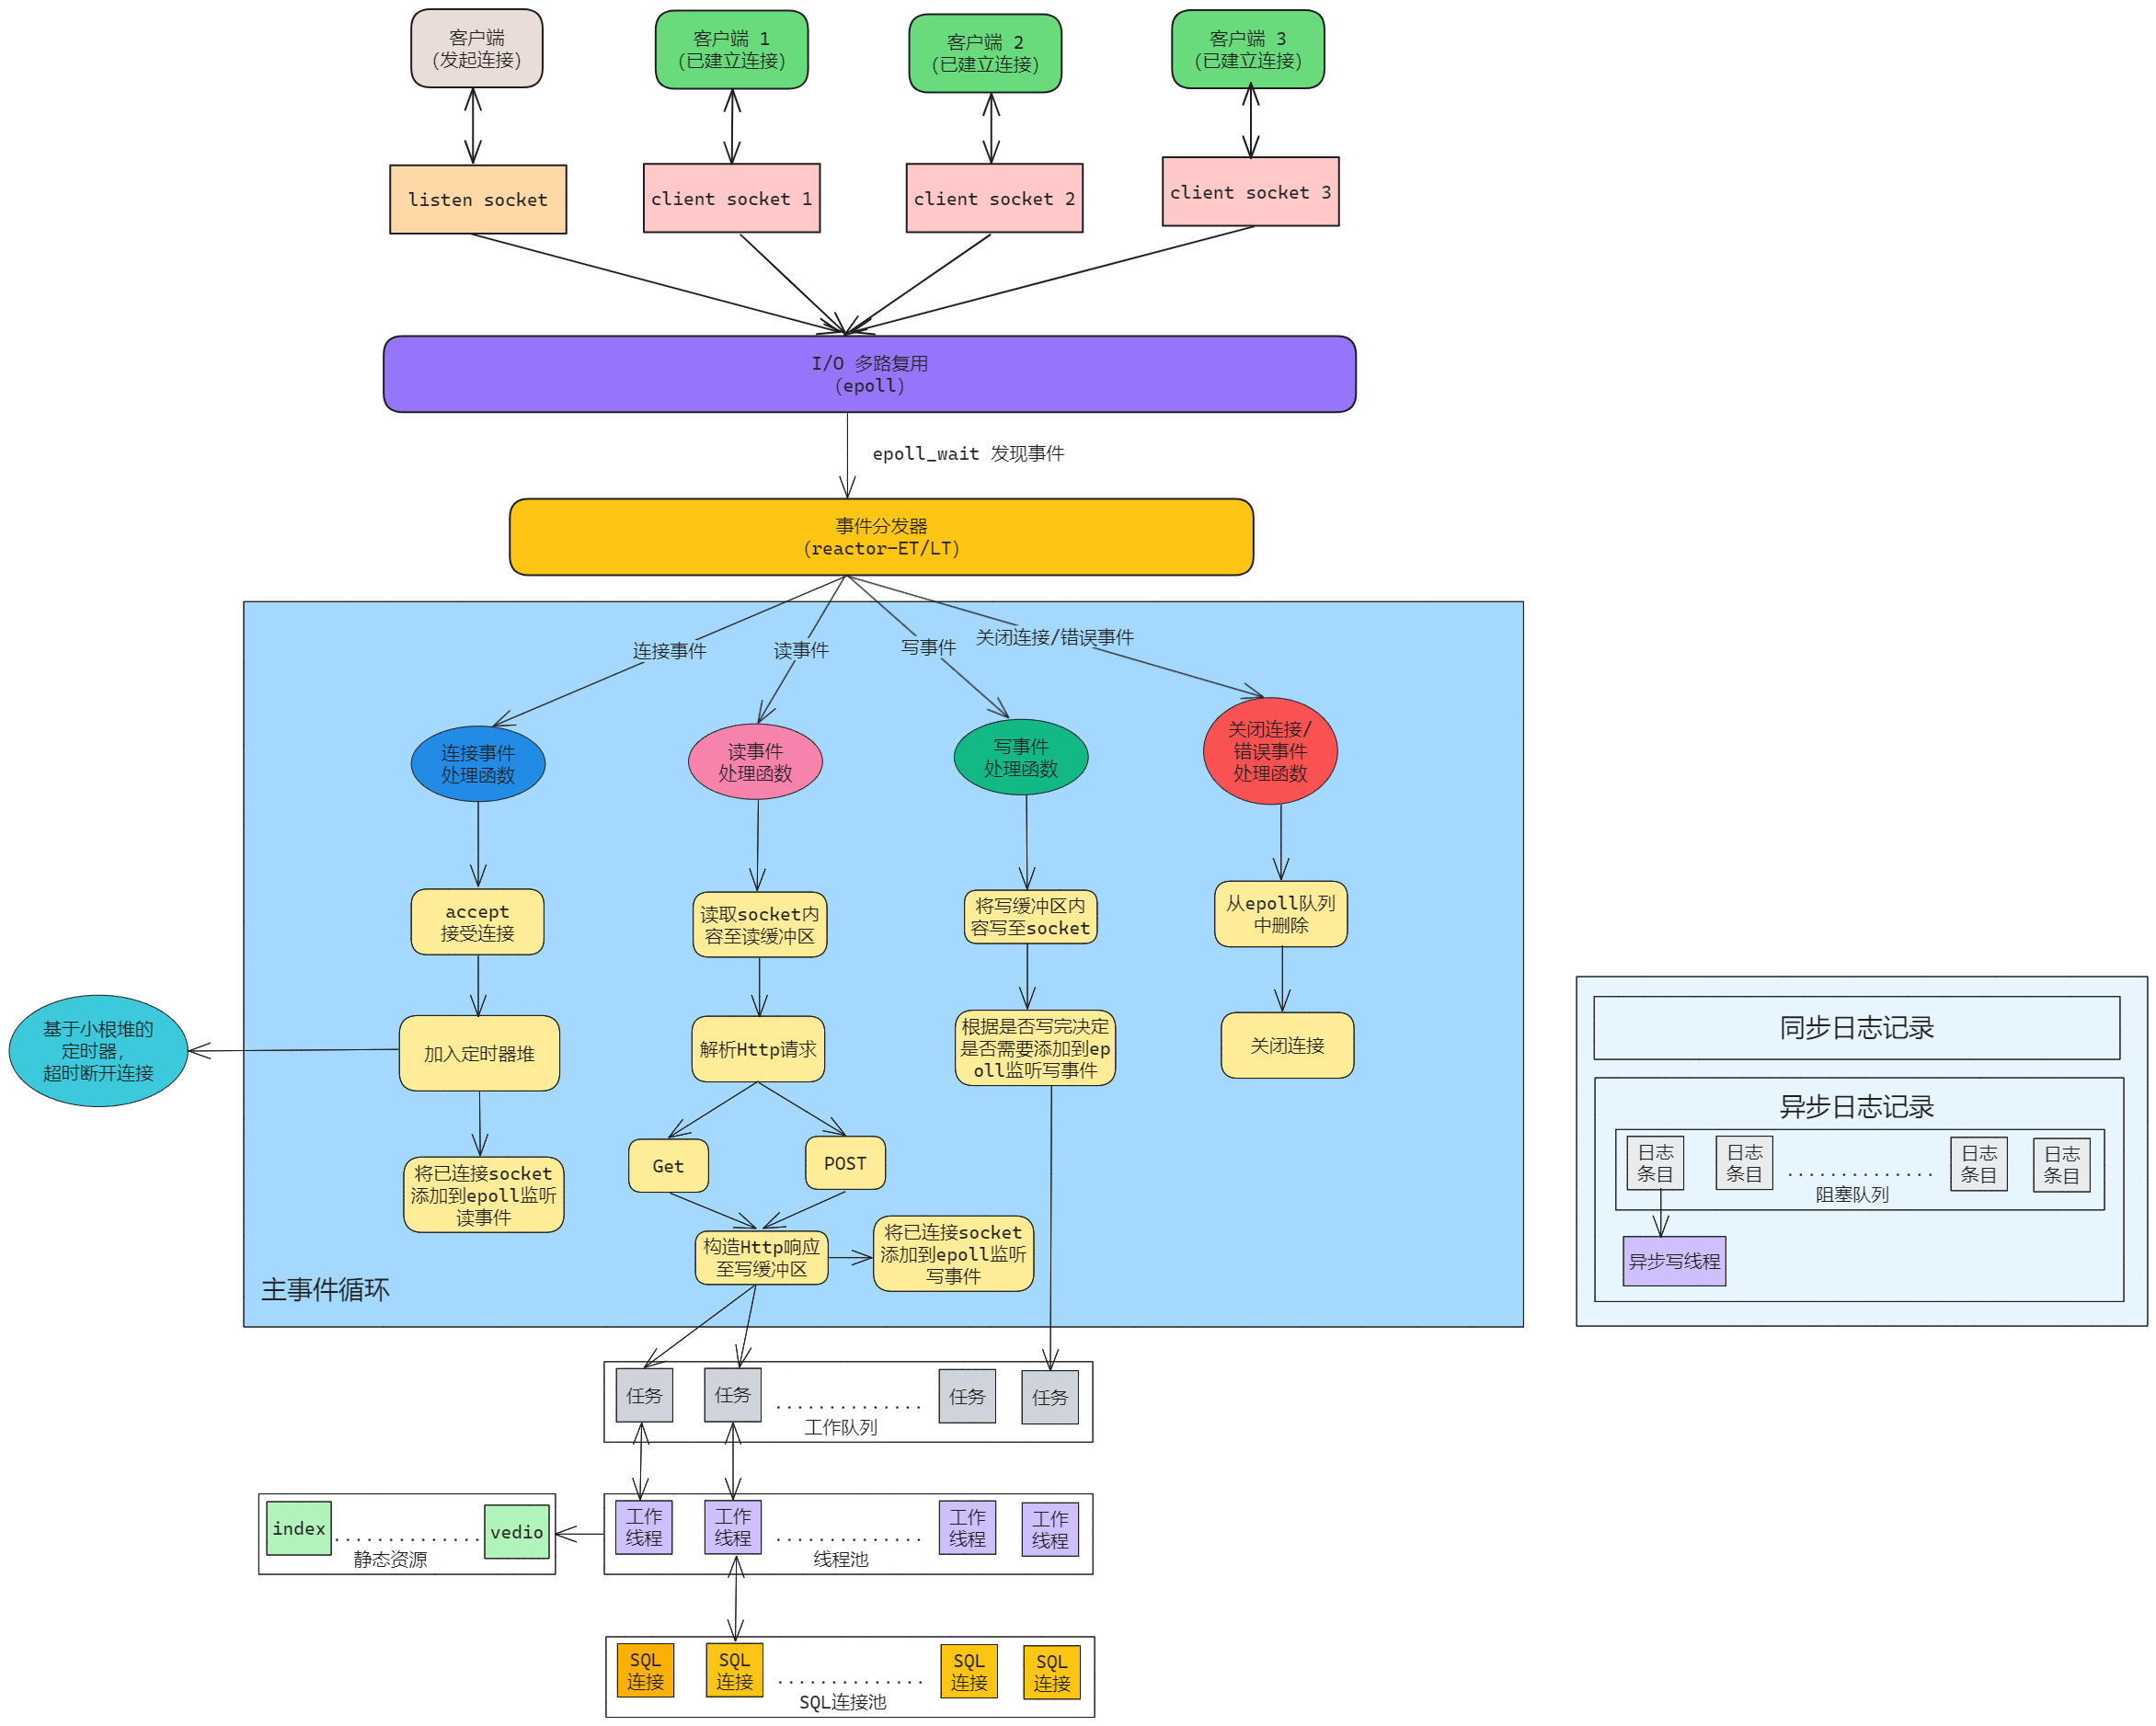 客户端
(发起连接)
客户端 1
(已建立连接)
客户端 2
(已建立连接)
客户端 3
(已建立连接)
listen socket
client socket 1
client socket 2
client socket 3
I/O 多路复用
(epoll)
epoll_wait 发现事件
事件分发器
(reactor-ET/LT)
连接事件
读事件
写事件
关闭连接/错误事件
连接事件
处理函数
读事件
处理函数
写事件
处理函数
关闭连接/
错误事件
处理函数
accept
接受连接
读取socket内
容至读缓冲区
将写缓冲区内
容写至socket
从epoll队列
中删除
基于小根堆的
定时器,
超时断开连接
加入定时器堆
解析Http请求
根据是否写完决定
是否需要添加到ep
oll监听写事件
关闭连接
将已连接socket
添加到epoll监听
读事件
Get
POST
构造Http响应
至写缓冲区
将已连接socket
添加到epoll监听
写事件
主事件循环
同步日志记录
异步日志记录
日志
条目
日志
条目
..............
日志
条目
日志
条目
阻塞队列
异步写线程
任务
任务
..............
任务
任务
工作队列
index
..............
vedio
静态资源
工作
线程
工作
线程
..............
工作
线程
工作
线程
线程池
SQL
连接
SQL
连接
..............
SQL
连接
SQL
连接
SQL连接池